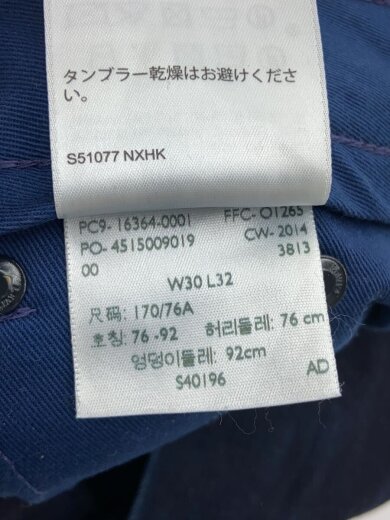 タンブラー乾燥はお避けくださ
い。
S51077 NXHK
PC9- 16364-0001 FFC- 01265
PO- 4515009019 CW- 2014
00 3813
W30 L32
尺码: 170/76A
호칭: 76 -92 허리둘레: 76 cm
엉덩이둘레: 92cm
S40196 AD